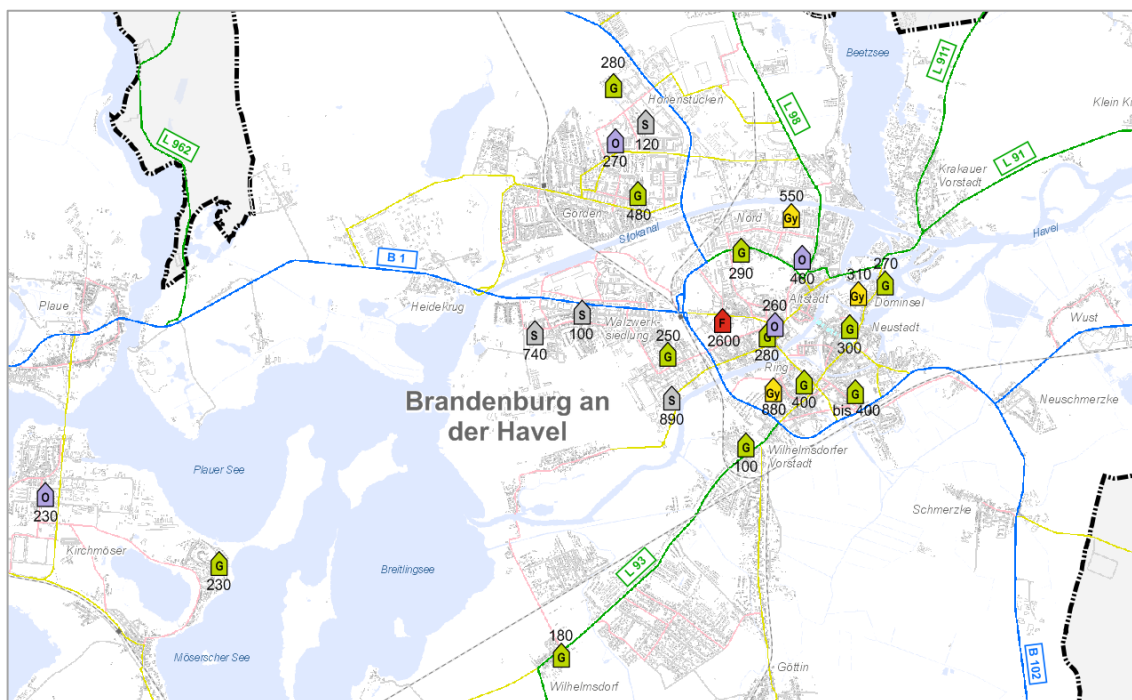 Beetzsee
L 911
280
G
Hohenstücken
L 98
Klein Ki
S
120
L 962
O
270
L 91
Krakauer
Vorstadt
550
G
480
Görden
Nord
Gy
Silokanal
Havel
G
290
O
480
B 1
270
310
G
Gy
Dominsel
Altstadt
Plaue
Heidekrug
S
100
S
740
Walzwerk-
siedlung
250
G
F
2600
260
O
G
280
G
300
Neustadt
Wust
Ring
Brandenburg an
der Havel
S
890
Gy
880
G
400
G
bis 400
Neuschmerzke
G
100
Wilhelmsdorfer
Vorstadt
Plauer See
O
230
Schmerzke
Kirchmöser
G
230
Breitlingsee
L 93
180
G
Möserscher See
Wilhelmsdorf
Göttin
B 102